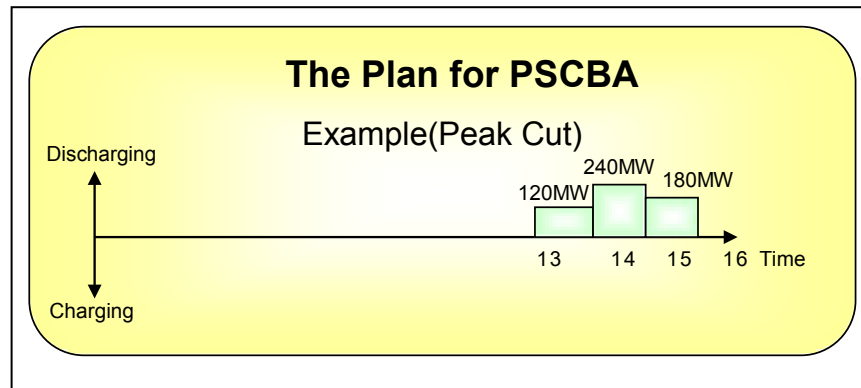 The Plan for PSCBA
Example(Peak Cut)
Discharging
240MW
120MW
180MW
13 14 15 16 Time
Charging